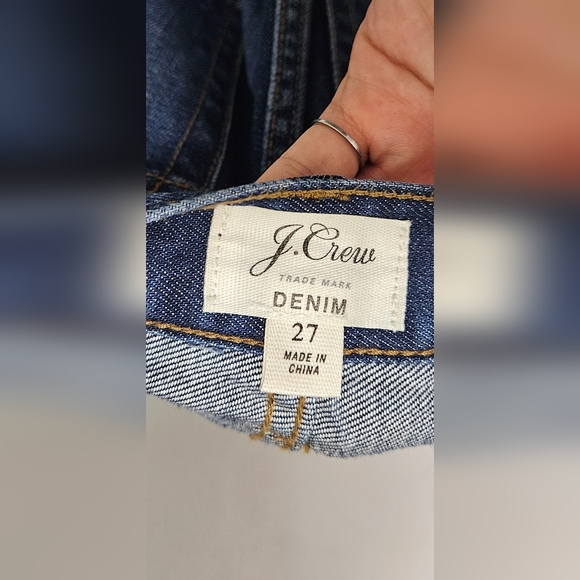 J.Crew
TRADE MARK
DENIM
27
MADE IN
CHINA